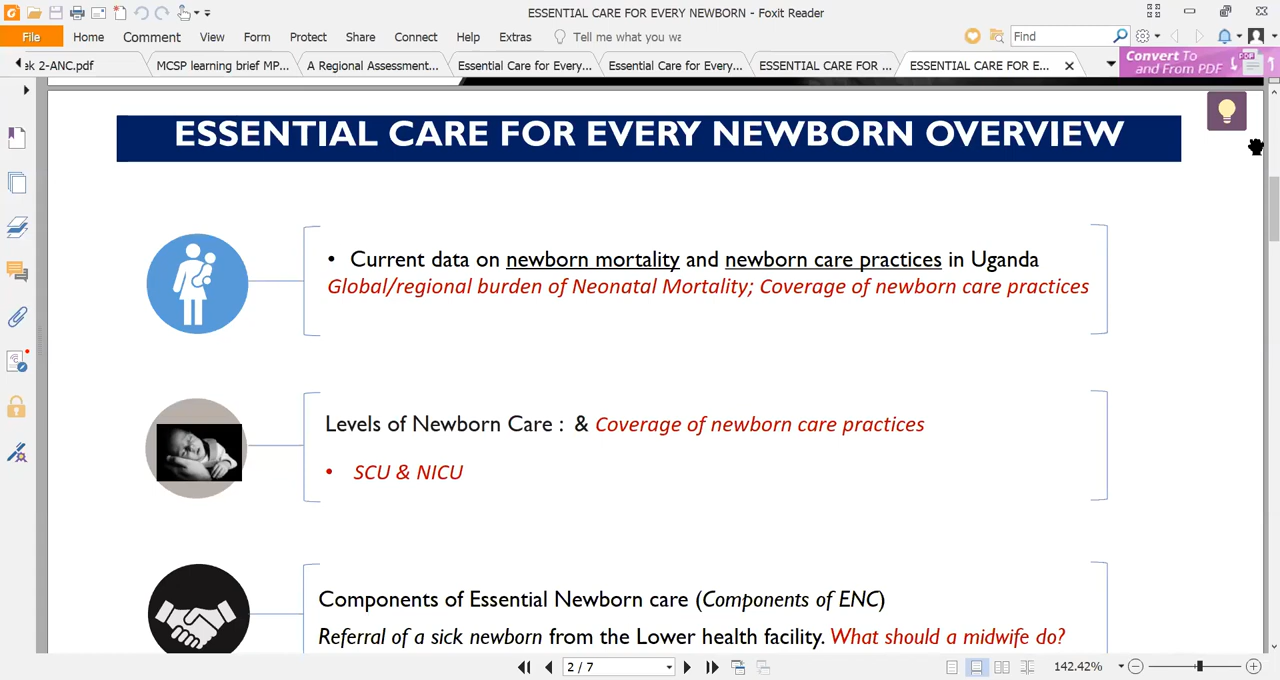 ESSENTIAL CARE FOR EVERY NEWBORN - Foxit Reader
File Home Comment View Form Protect Share Connect Help Extras Tell me what you wa Find
ek 2-ANC.pdf MCSP learning brief MP... A Regional Assessment... Essential Care for Every... Essential Care for Every... ESSENTIAL CARE FOR ... ESSENTIAL CARE FOR E...
Convert To
and From PDF
PDF
ESSENTIAL CARE FOR EVERY NEWBORN OVERVIEW
• Current data on newborn mortality and newborn care practices in Uganda
Global/regional burden of Neonatal Mortality; Coverage of newborn care practices
Levels of Newborn Care : & Coverage of newborn care practices
• SCU & NICU
Components of Essential Newborn care (Components of ENC)
Referral of a sick newborn from the Lower health facility. What should a midwife do?
2 / 7
142.42%